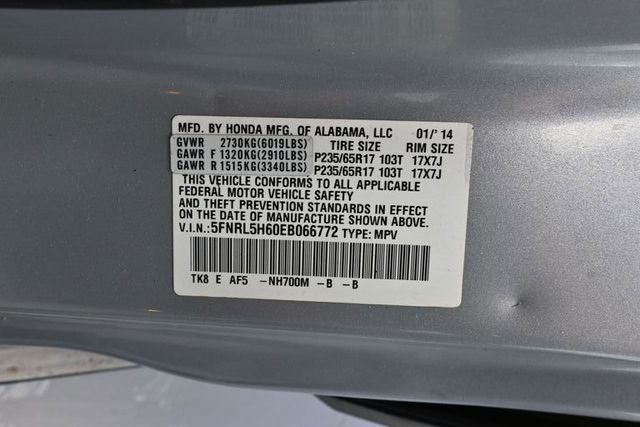 MFD. BY HONDA MFG. OF ALABAMA, LLC 01/'14
GVWR 2730KG(6019LBS) TIRE SIZE RIM SIZE
GAWR F 1320KG(2910LBS) P235/65R17 103T 17X7J
GAWR R 1515KG(3340LBS) P235/65R17 103T 17X7J
THIS VEHICLE CONFORMS TO ALL APPLICABLE
FEDERAL MOTOR VEHICLE SAFETY
AND THEFT PREVENTION STANDARDS IN EFFECT
ON THE DATE OF MANUFACTURE SHOWN ABOVE.
V.I.N.:5FNRL5H60EB066772 TYPE: MPV
TK8 E AF5 -NH700M -B -B